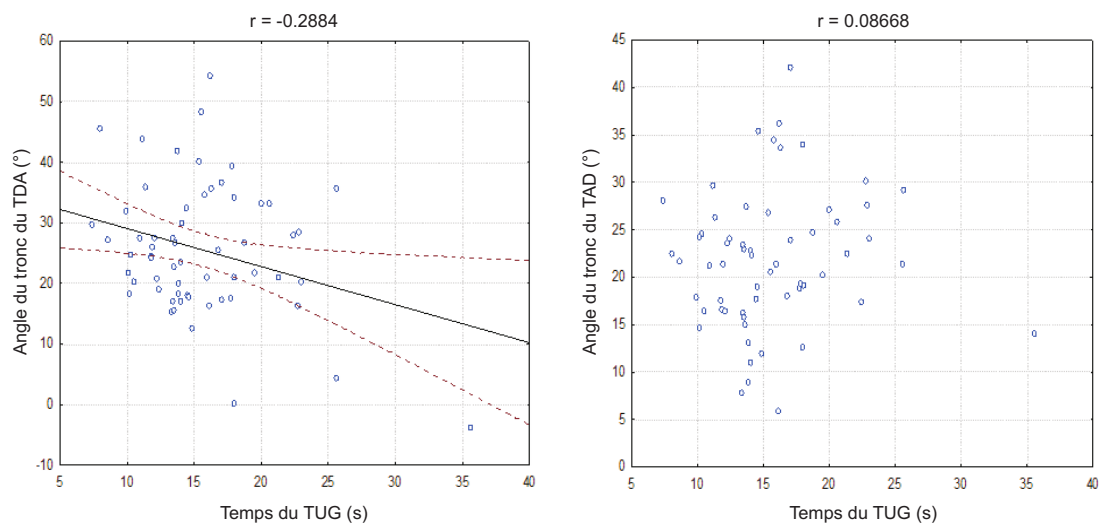 r = -0.2884
60
50
40
30
20
10
0
-10
Angle du tronc du TDA (°)
5 10 15 20 25 30 35 40
Temps du TUG (s)
r = 0.08668
45
40
35
30
25
20
15
10
5
0
Angle du tronc du TAD (°)
5 10 15 20 25 30 35 40
Temps du TUG (s)